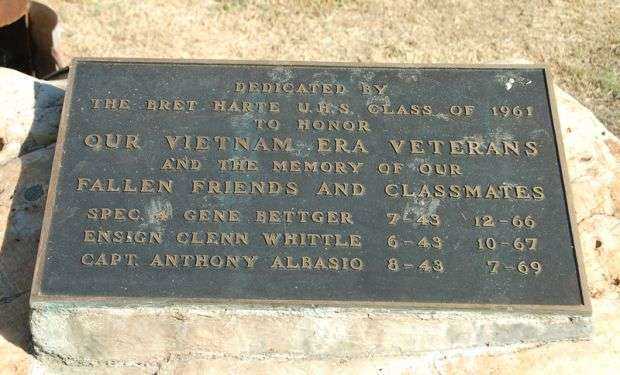 DEDICATED BY
THE BRET HARTE U.H.S. CLASS OF 1961
TO HONOR
OUR VIETNAM ERA VETERANS
AND THE MEMORY OF OUR
FALLEN FRIENDS AND CLASSMATES
SPEC. 4 GENE BETTGER 7-43 12-66
ENSIGN GLENN WHITTLE 6-43 10-67
CAPT. ANTHONY ALBASIO 8-43 7-69